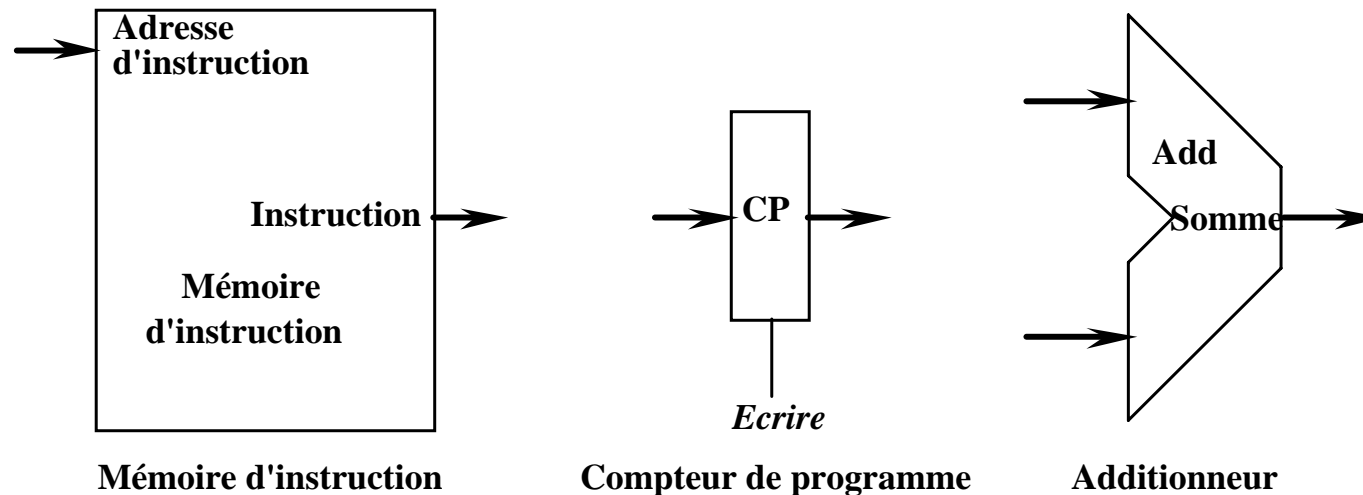 Adresse
d'instruction
Instruction
Mémoire
d'instruction
Mémoire d'instruction
CP
Ecrire
Compteur de programme
Add
Somme
Additionneur